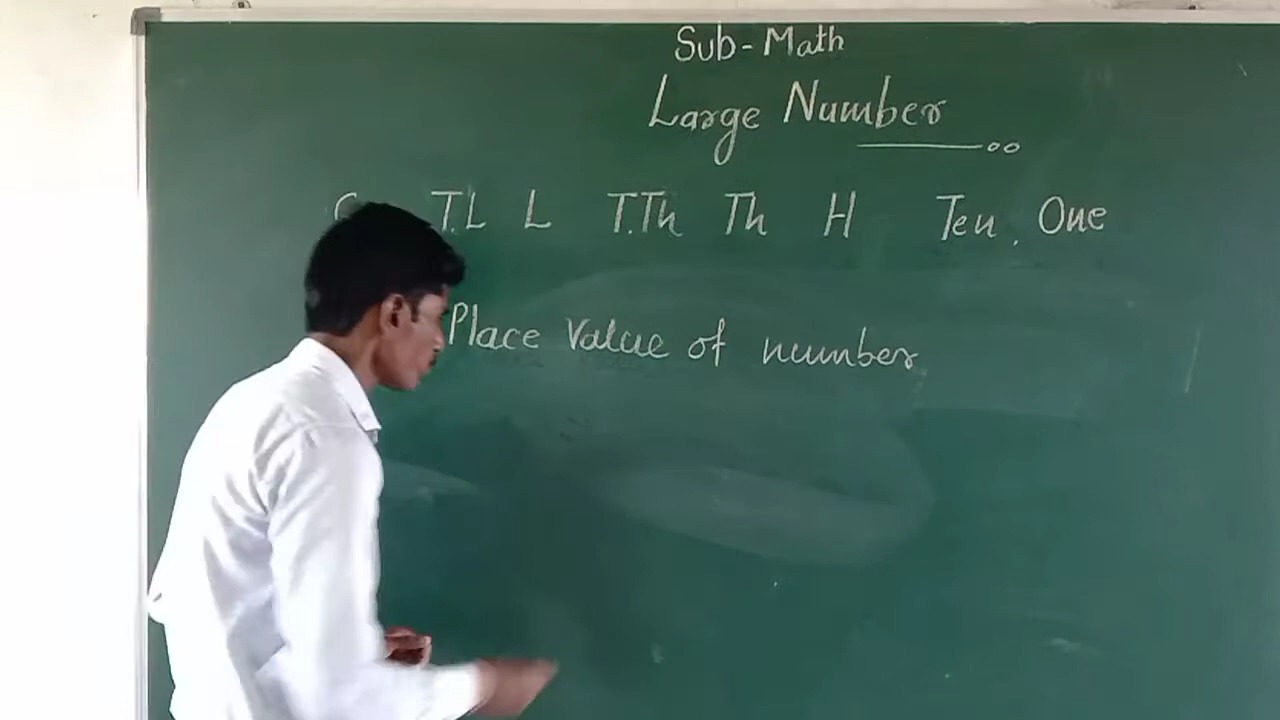 Sub-Math
Large Number
T.L L T.Th Th H Ten, One
Place Value of number